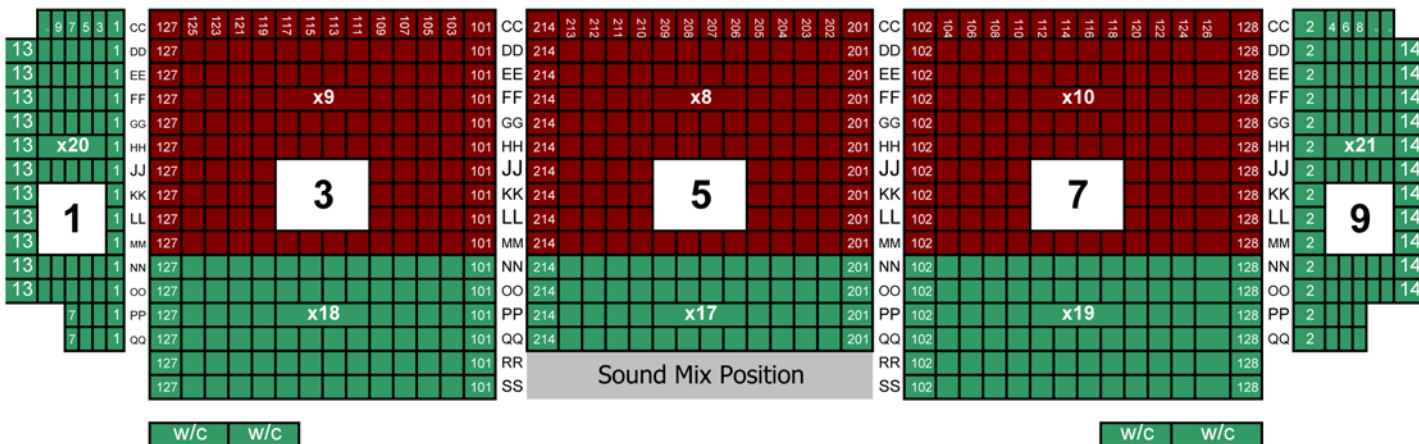 9 7 5 3 1 CC 127 125 123 121 119 117 115 113 111 109 107 105 103 101 CC 214 213 212 211 210 209 208 207 206 205 204 203 202 201 CC 102 104 106 108 110 112 114 116 118 120 122 124 126 128 CC 2 4 6 8
13 1 DD 127 101 DD 214 201 DD 102 128 DD 2 14
13 1 EE 127 101 EE 214 201 EE 102 128 EE 2 14
13 1 FF 127 x9 101 FF 214 x8 201 FF 102 x10 128 FF 2 14
13 1 GG 127 101 GG 214 201 GG 102 128 GG 2 14
13 x20 1 HH 127 101 HH 214 201 HH 102 128 HH 2 x21 14
13 1 JJ 127 101 JJ 214 201 JJ 102 128 JJ 2 14
13 1 KK 127 3 101 KK 214 5 201 KK 102 7 128 KK 2 14
13 1 1 LL 127 101 LL 214 201 LL 102 128 LL 2 9 14
13 1 MM 127 101 MM 214 201 MM 102 128 MM 2 14
13 1 NN 127 101 NN 214 201 NN 102 128 NN 2 14
13 1 OO 127 101 OO 214 201 OO 102 128 OO 2 14
7 1 PP 127 x18 101 PP 214 x17 201 PP 102 x19 128 PP 2
7 1 QQ 127 101 QQ 214 201 QQ 102 128 QQ 2
127 101 RR 102 128
Sound Mix Position
127 101 SS 102 128
w/c w/c w/c w/c